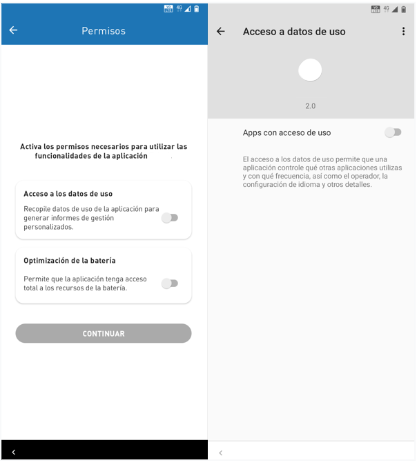 Permisos
Activa los permisos necesarios para utilizar las
funcionalidades de la aplicación
Acceso a los datos de uso
Recopile datos de uso de la aplicación para
generar informes de gestión
personalizados.
Optimización de la batería
Permite que la aplicación tenga acceso
total a los recursos de la batería.
CONTINUAR
Acceso a datos de uso
2.0
Apps con acceso de uso
El acceso a los datos de uso permite que una
aplicación controle qué otras aplicaciones utilizas
y con qué frecuencia, así como el operador, la
configuración de idioma y otros detalles.